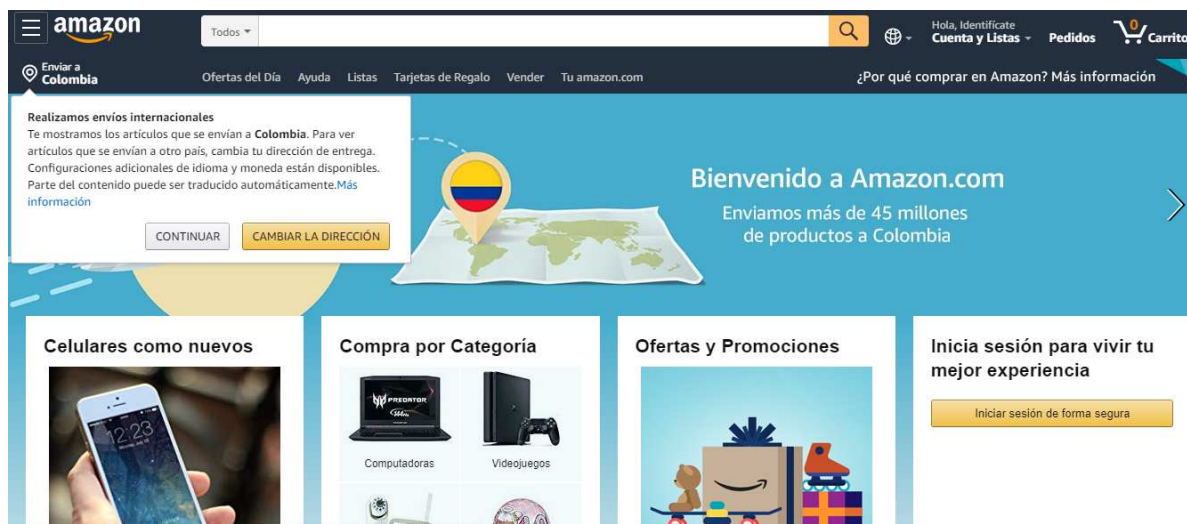 amazon
Todos
Hola, Identifícate
Cuenta y Listas
Pedidos
0
Carrito
Enviar a
Colombia
Ofertas del Día Ayuda Listas Tarjetas de Regalo Vender Tu amazon.com
¿Por qué comprar en Amazon? Más información
Realizamos envíos internacionales
Te mostramos los artículos que se envían a Colombia. Para ver
artículos que se envían a otro país, cambia tu dirección de entrega.
Configuraciones adicionales de idioma y moneda están disponibles.
Parte del contenido puede ser traducido automáticamente.Más
información
CONTINUAR
CAMBIAR LA DIRECCIÓN
Bienvenido a Amazon.com
Enviamos más de 45 millones
de productos a Colombia
Celulares como nuevos
12:23
Compra por Categoría
PREDATOR
Computadoras
Videojuegos
Ofertas y Promociones
Inicia sesión para vivir tu
mejor experiencia
Iniciar sesión de forma segura